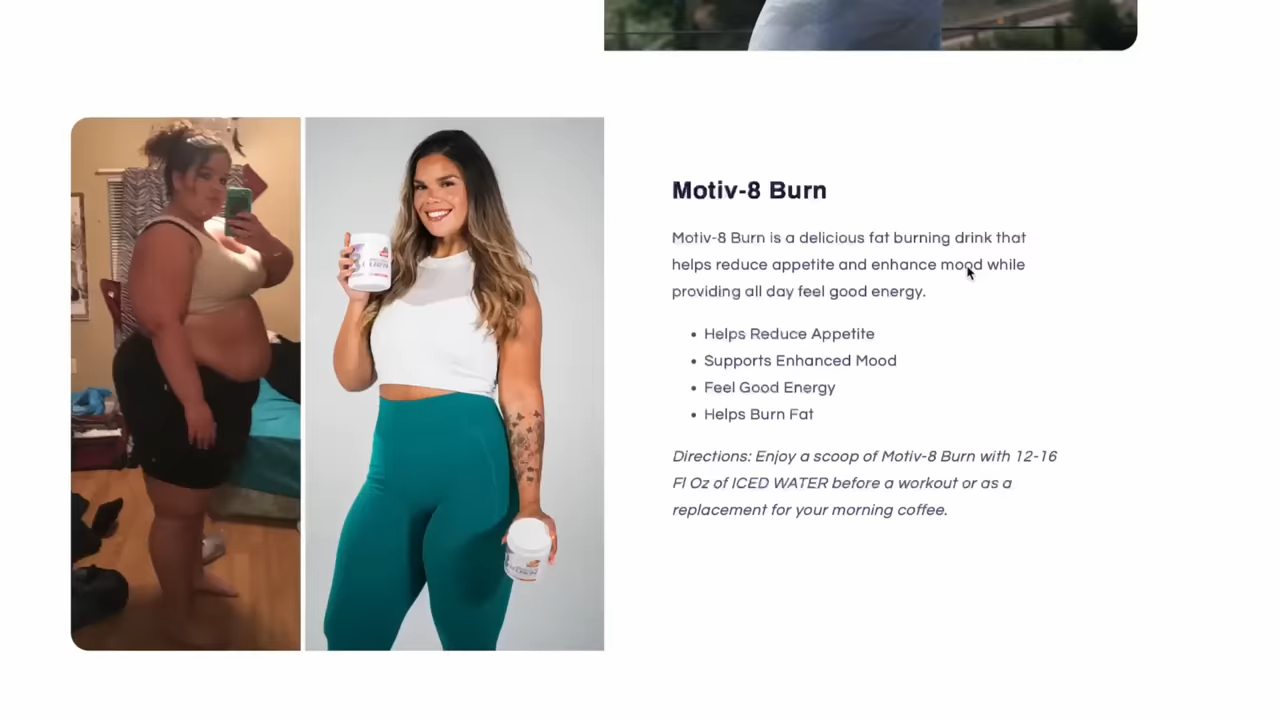 Motiv-8 Burn
Motiv-8 Burn is a delicious fat burning drink that
helps reduce appetite and enhance mood while
providing all day feel good energy.
• Helps Reduce Appetite
• Supports Enhanced Mood
• Feel Good Energy
• Helps Burn Fat
Directions: Enjoy a scoop of Motiv-8 Burn with 12-16
Fl Oz of ICED WATER before a workout or as a
replacement for your morning coffee.